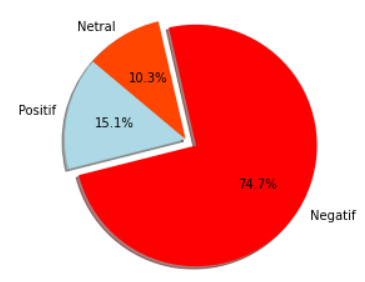 Netral
10.3%
Positif
15.1%
74.7%
Negatif